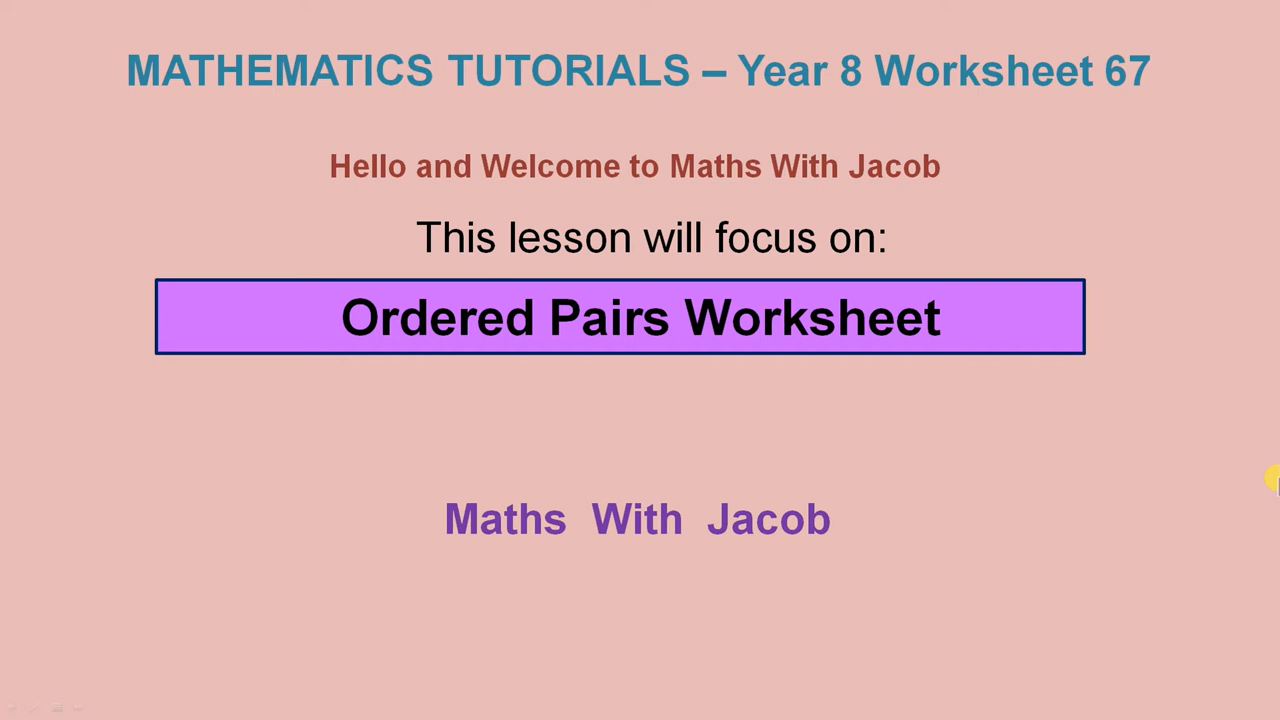 MATHEMATICS TUTORIALS – Year 8 Worksheet 67
Hello and Welcome to Maths With Jacob
This lesson will focus on:
Ordered Pairs Worksheet
Maths With Jacob